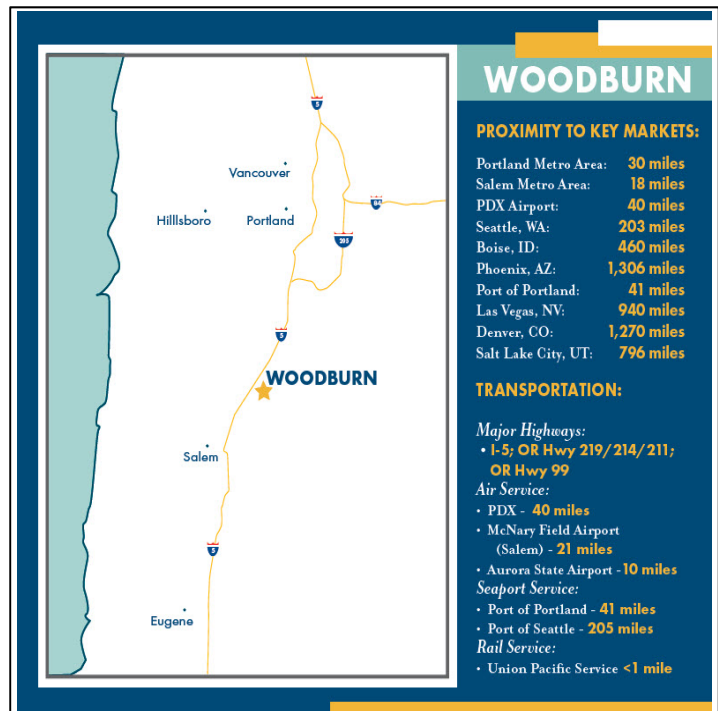 5
Vancouver
Hilllsboro
Portland
84
205
5
WOODBURN
Salem
5
Eugene
WOODBURN
PROXIMITY TO KEY MARKETS:
Portland Metro Area: 30 miles
Salem Metro Area: 18 miles
PDX Airport: 40 miles
Seattle, WA: 203 miles
Boise, ID: 460 miles
Phoenix, AZ: 1,306 miles
Port of Portland: 41 miles
Las Vegas, NV: 940 miles
Denver, CO: 1,270 miles
Salt Lake City, UT: 796 miles
TRANSPORTATION:
Major Highways:
• I-5; OR Hwy 219/214/211;
OR Hwy 99
Air Service:
• PDX - 40 miles
• McNary Field Airport
(Salem) - 21 miles
• Aurora State Airport -10 miles
Seaport Service:
• Port of Portland - 41 miles
• Port of Seattle - 205 miles
Rail Service:
• Union Pacific Service <1 mile